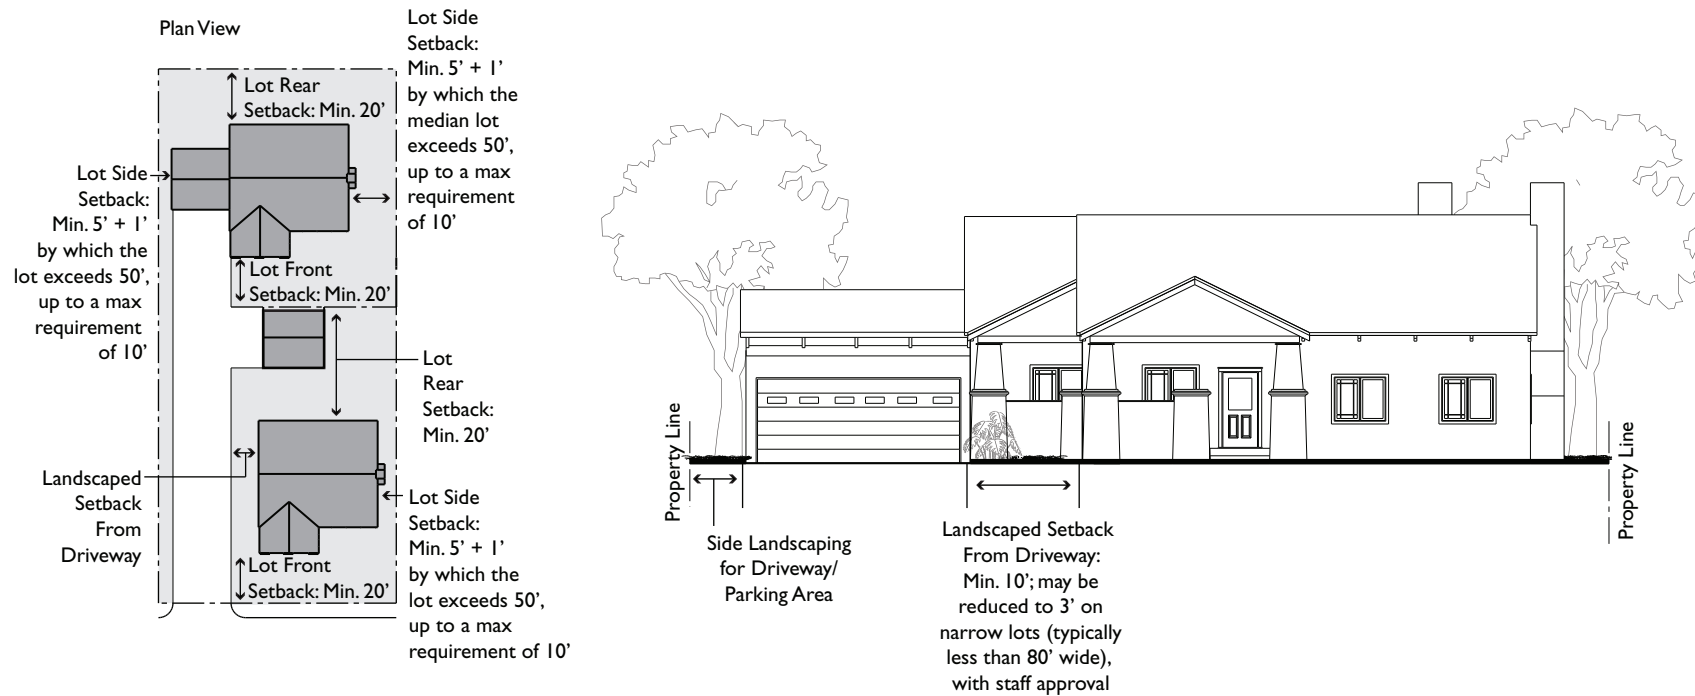 Plan View
Lot Side
Setback:
Min. 5’ + 1’
by which the
median lot
exceeds 50’,
up to a max
requirement
of 10’
Lot Rear
Setback: Min. 20’
Lot Side
Setback:
Min. 5’ + 1’
by which the
lot exceeds 50’,
up to a max
requirement
of 10’
Lot Front
Setback: Min. 20’
Lot
Rear
Setback:
Min. 20’
Landscaped
Setback
From
Driveway
Lot Side
Setback:
Min. 5’ + 1’
by which the
lot exceeds 50’,
up to a max
requirement of 10’
Lot Front
Setback: Min. 20’
Property Line
Side Landscaping
for Driveway/
Parking Area
Landscaped Setback
From Driveway:
Min. 10’; may be
reduced to 3’ on
narrow lots (typically
less than 80’ wide),
with staff approval
Property Line